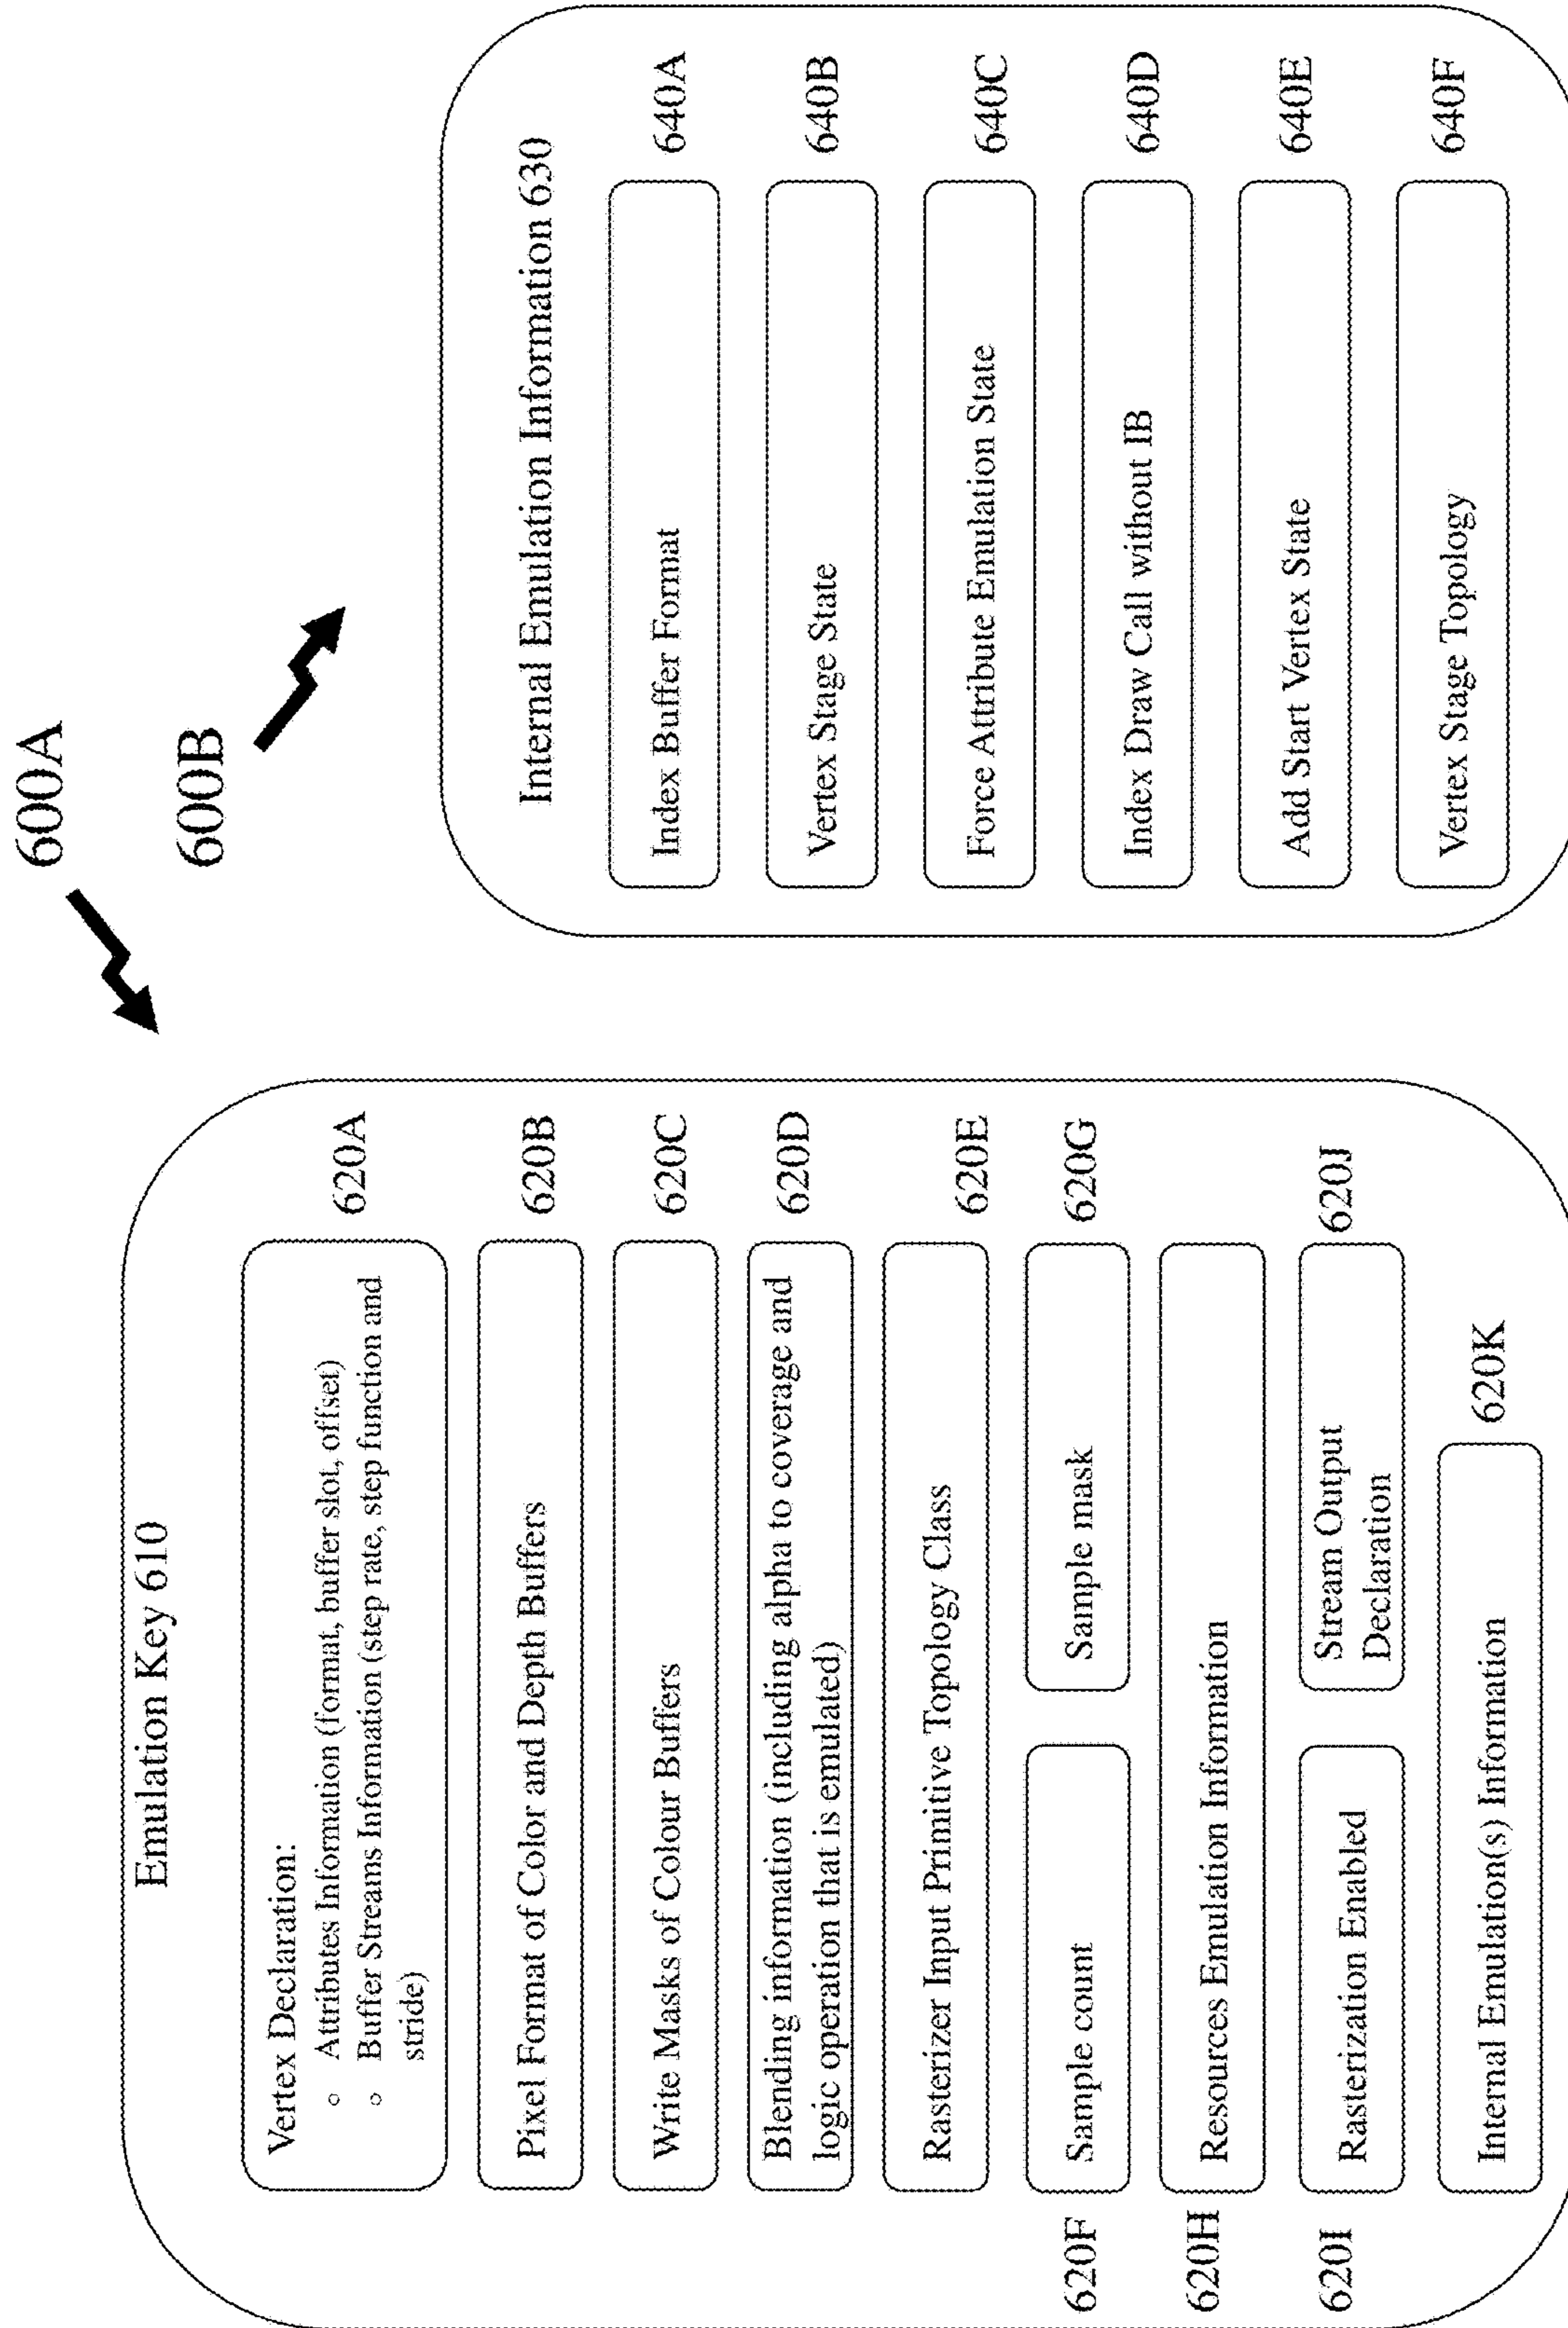 600A
600B
Emulation Key 610
Vertex Declaration:
○ Attributes Information (format, buffer slot, offset)
○ Buffer Streams Information (step rate, step function and
stride)
620A
Pixel Format of Color and Depth Buffers
620B
Write Masks of Colour Buffers
620C
Blending information (including alpha to coverage and
logic operation that is emulated)
620D
Rasterizer Input Primitive Topology Class
620E
620F
Sample count
Sample mask
620G
620H
Resources Emulation Information
620I
Rasterization Enabled
Stream Output
Declaration
620J
Internal Emulation(s) Information
620K
Internal Emulation Information 630
Index Buffer Format
640A
Vertex Stage State
640B
Force Attribute Emulation State
640C
Index Draw Call without IB
640D
Add Start Vertex State
640E
Vertex Stage Topology
640F